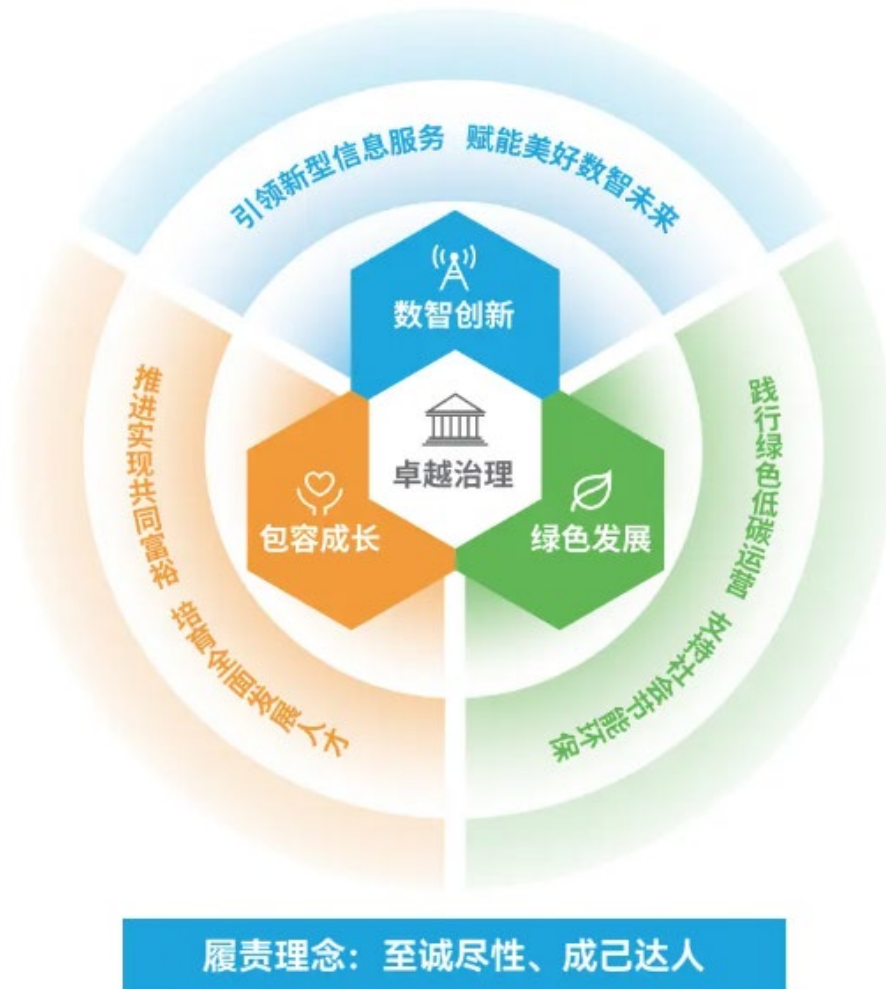 引领新型信息服务 赋能美好数智未来
数智创新
卓越治理
包容成长
绿色发展
推进实现共同富裕 培育全面发展人才
践行绿色低碳运营 支持社会节能环保
履责理念：至诚尽性、成己达人